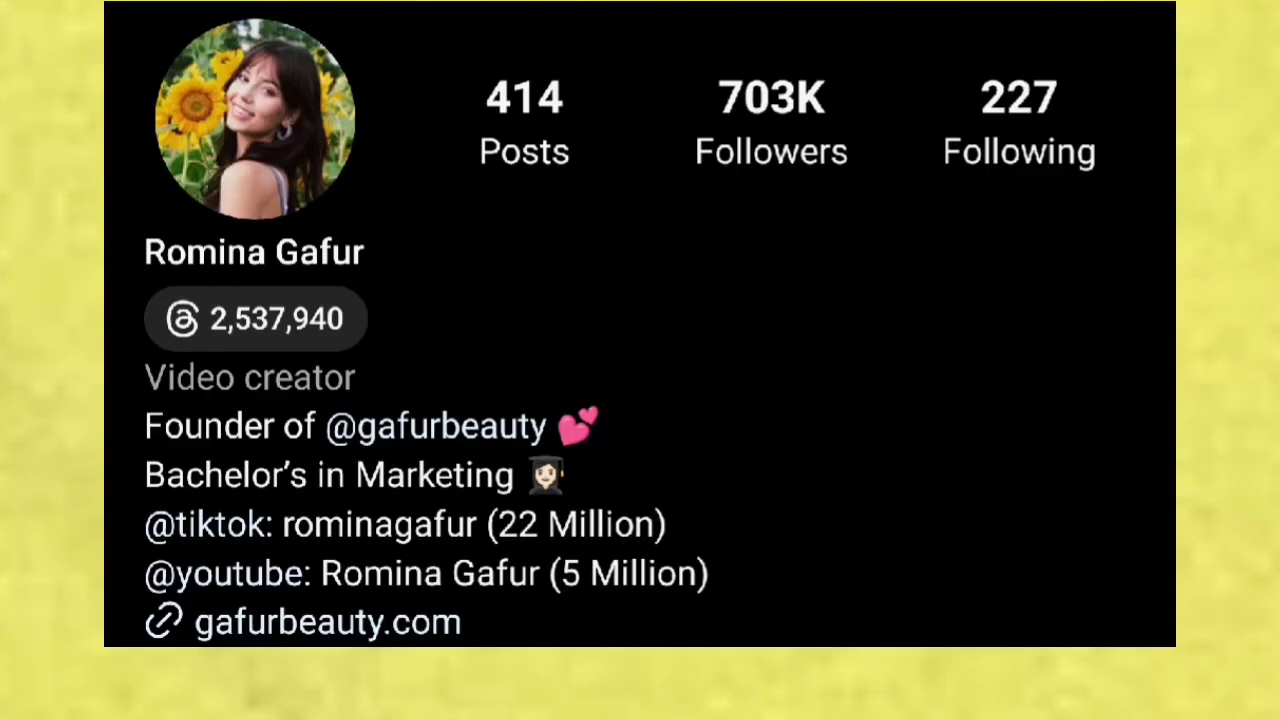 414 703K 227
Posts Followers Following
Romina Gafur
2,537,940
Video creator
Founder of @gafurbeauty 💕
Bachelor’s in Marketing 👩🏻‍🎓
@tiktok: rominagafur (22 Million)
@youtube: Romina Gafur (5 Million)
gafurbeauty.com